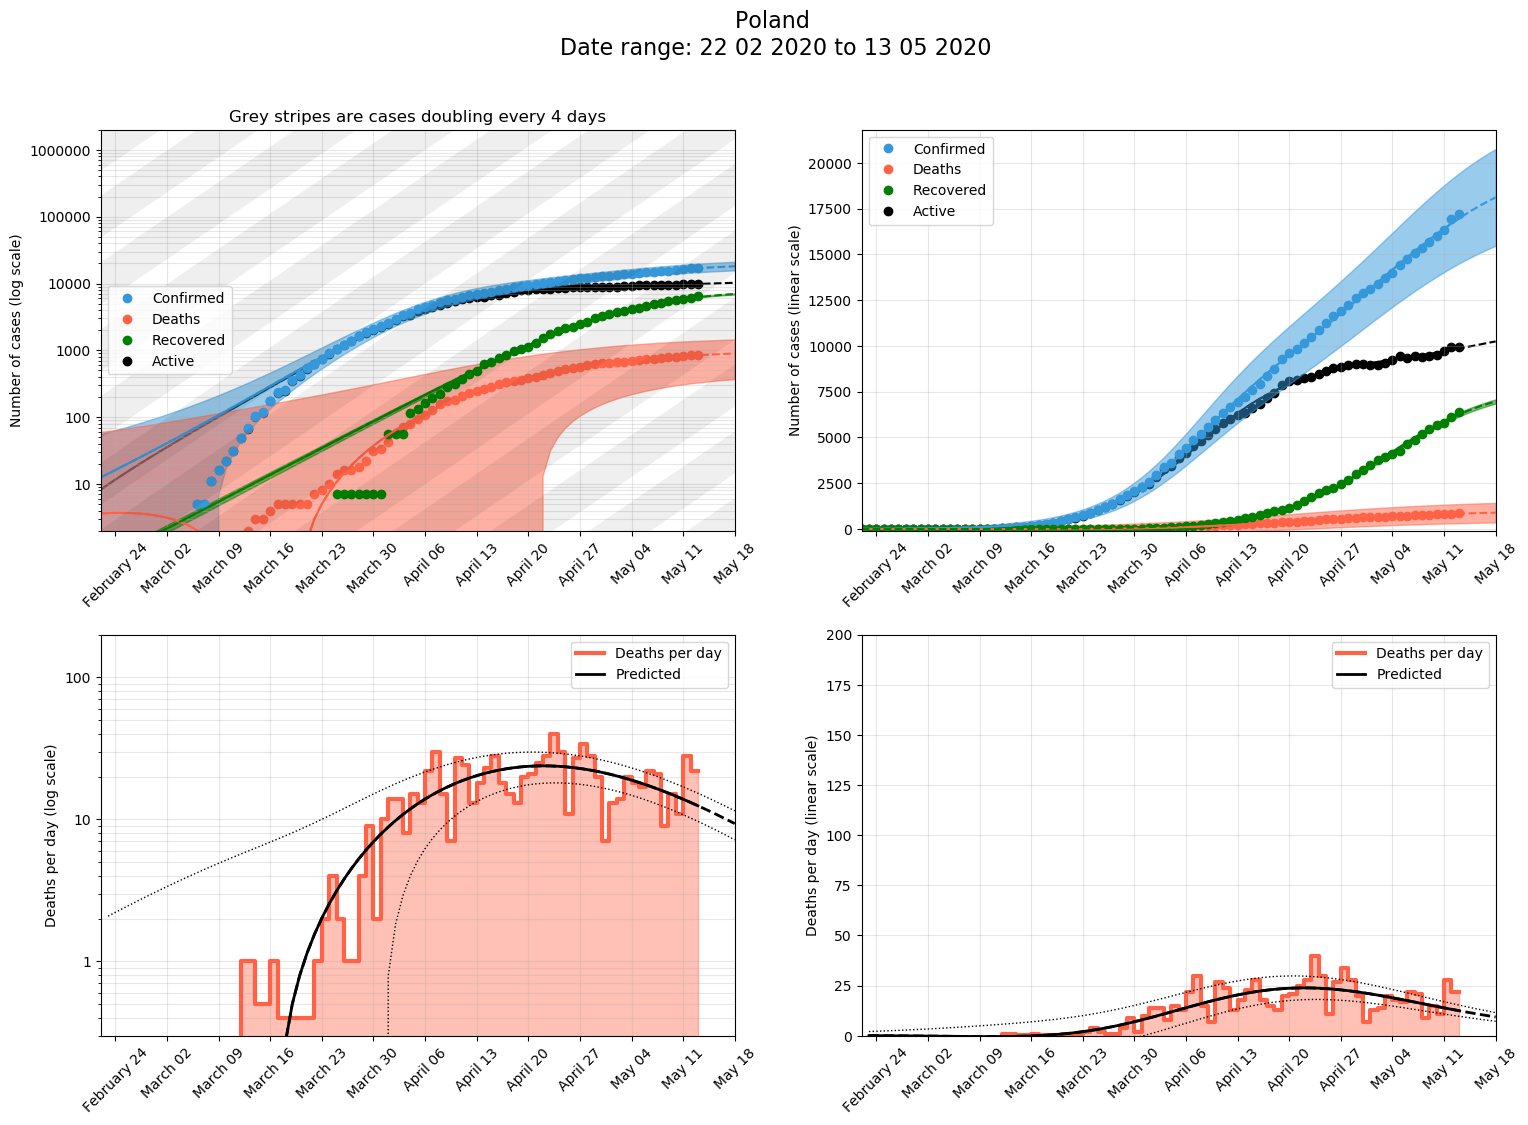 Poland
Date range: 22 02 2020 to 13 05 2020
Grey stripes are cases doubling every 4 days
Number of cases (log scale)
1000000
100000
10000
1000
100
10
Confirmed
Deaths
Recovered
Active
February 24
March 02
March 09
March 16
March 23
March 30
April 06
April 13
April 20
April 27
May 04
May 11
May 18
Number of cases (linear scale)
20000
17500
15000
12500
10000
7500
5000
2500
0
Confirmed
Deaths
Recovered
Active
February 24
March 02
March 09
March 16
March 23
March 30
April 06
April 13
April 20
April 27
May 04
May 11
May 18
Deaths per day (log scale)
100
10
1
Deaths per day
Predicted
February 24
March 02
March 09
March 16
March 23
March 30
April 06
April 13
April 20
April 27
May 04
May 11
May 18
Deaths per day (linear scale)
200
175
150
125
100
75
50
25
0
Deaths per day
Predicted
February 24
March 02
March 09
March 16
March 23
March 30
April 06
April 13
April 20
April 27
May 04
May 11
May 18